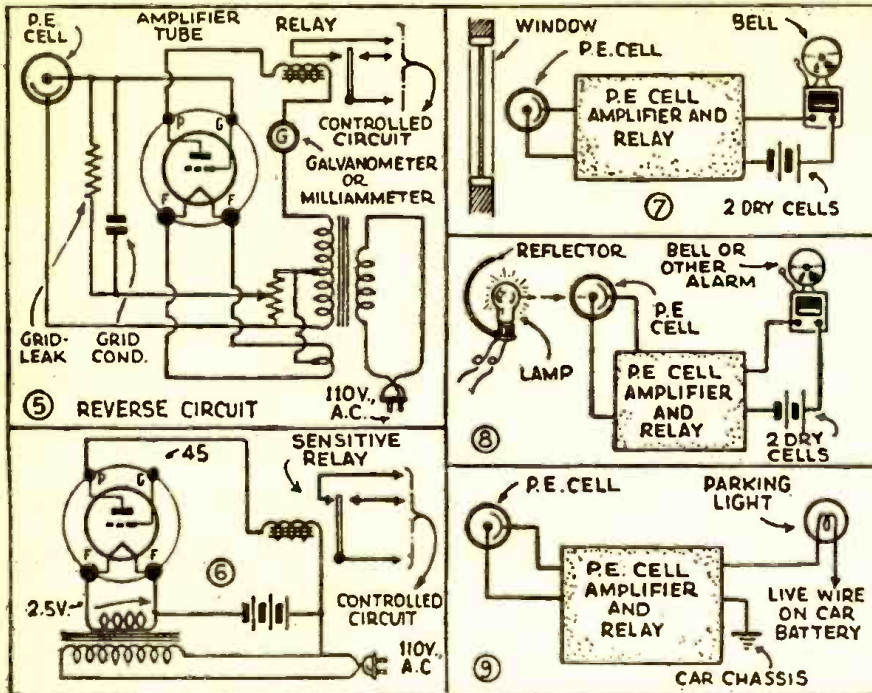 P.E.
CELL
AMPLIFIER
TUBE
RELAY
P
G
F
F
G
CONTROLLED
CIRCUIT
GALVANOMETER
OR
MILLIAMMETER
GRID-
LEAK
GRID
COND.
110V.,
A.C.
5 REVERSE CIRCUIT
45
P
G
F
F
2.5V.
6
SENSITIVE
RELAY
CONTROLLED
CIRCUIT
110V.
A.C
WINDOW
P.E.CELL
BELL
P.E CELL
AMPLIFIER AND
RELAY
7
2 DRY CELLS
REFLECTOR
LAMP
P.E
CELL
BELL OR
OTHER
ALARM
P.E CELL
AMPLIFIER
AND
RELAY
8
2 DRY
CELLS
P.E.CELL
PARKING
LIGHT
P.E. CELL
AMPLIFIER
AND
RELAY
LIVE WIRE
ON CAR
BATTERY
9
CAR CHASSIS